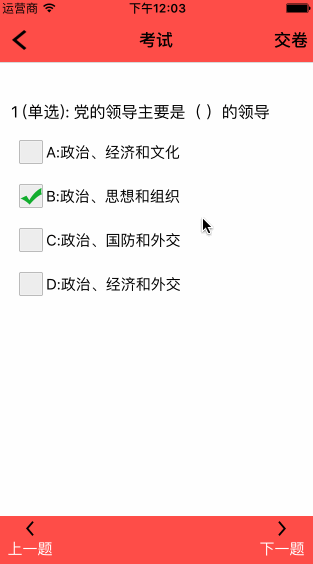 运营商 下午12:03
考试 交卷
1 (单选): 党的领导主要是（ ）的领导
A:政治、经济和文化
B:政治、思想和组织
C:政治、国防和外交
D:政治、经济和外交
上一题 下一题